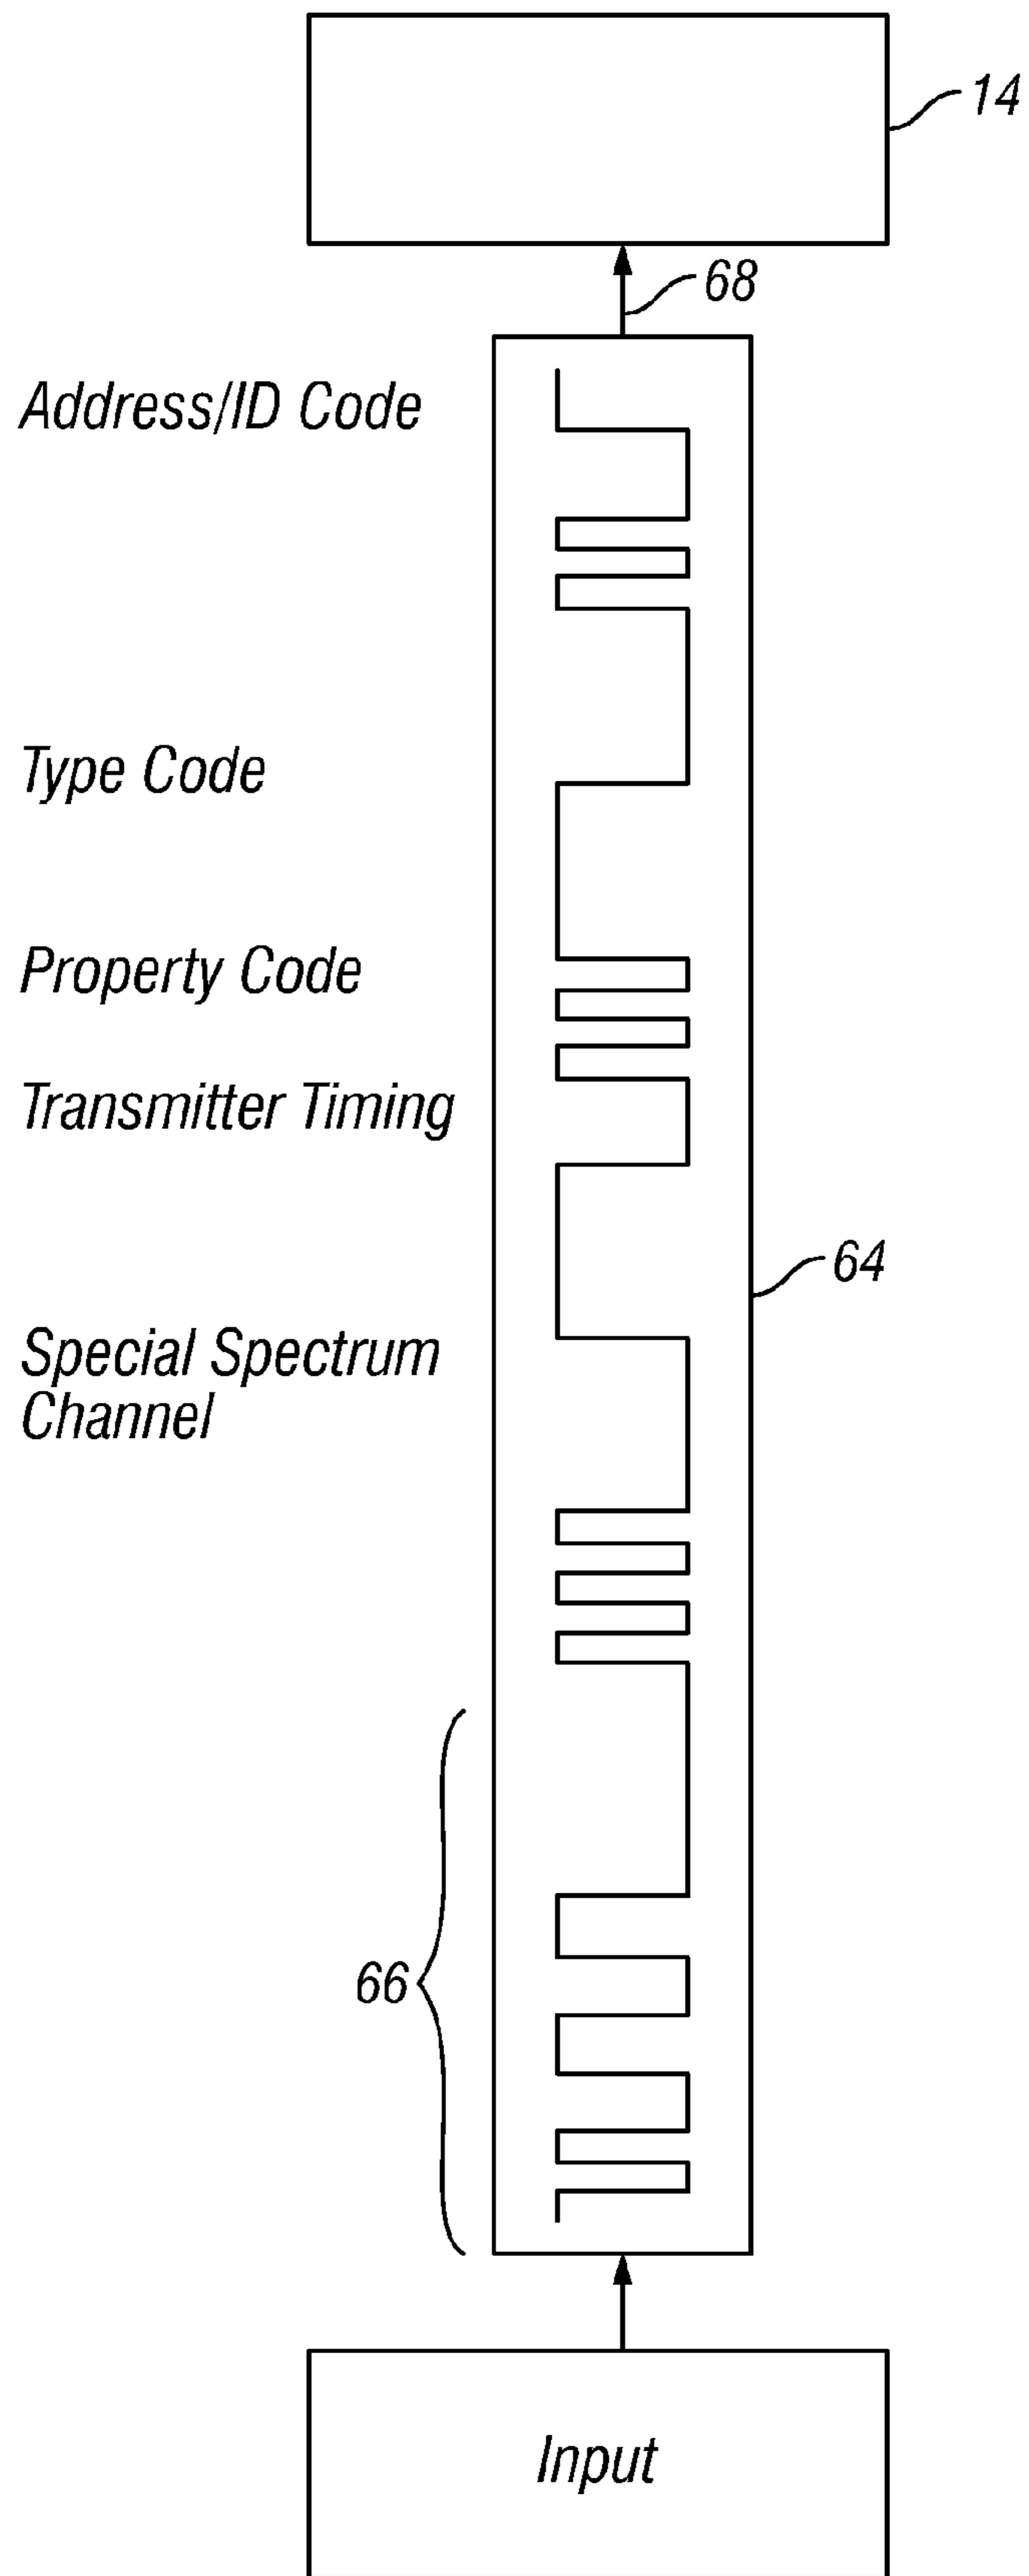 14
68
Address/ID Code
Type Code
Property Code
Transmitter Timing
64
Special Spectrum
Channel
66
Input